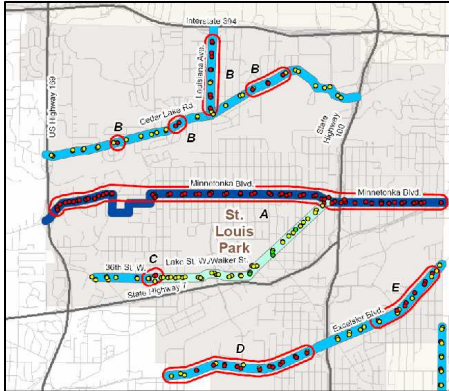 Interstate 394
US Highway 169
Louisiana Ave.
B
B
Cedar Lake Rd.
B
B
State
Highway
100
Minnetonka Blvd.
Minnetonka Blvd.
A
St.
Louis
Park
C
36th St. W.
Lake St. W./Walker St.
State Highway 7
E
Excelsior Blvd.
D